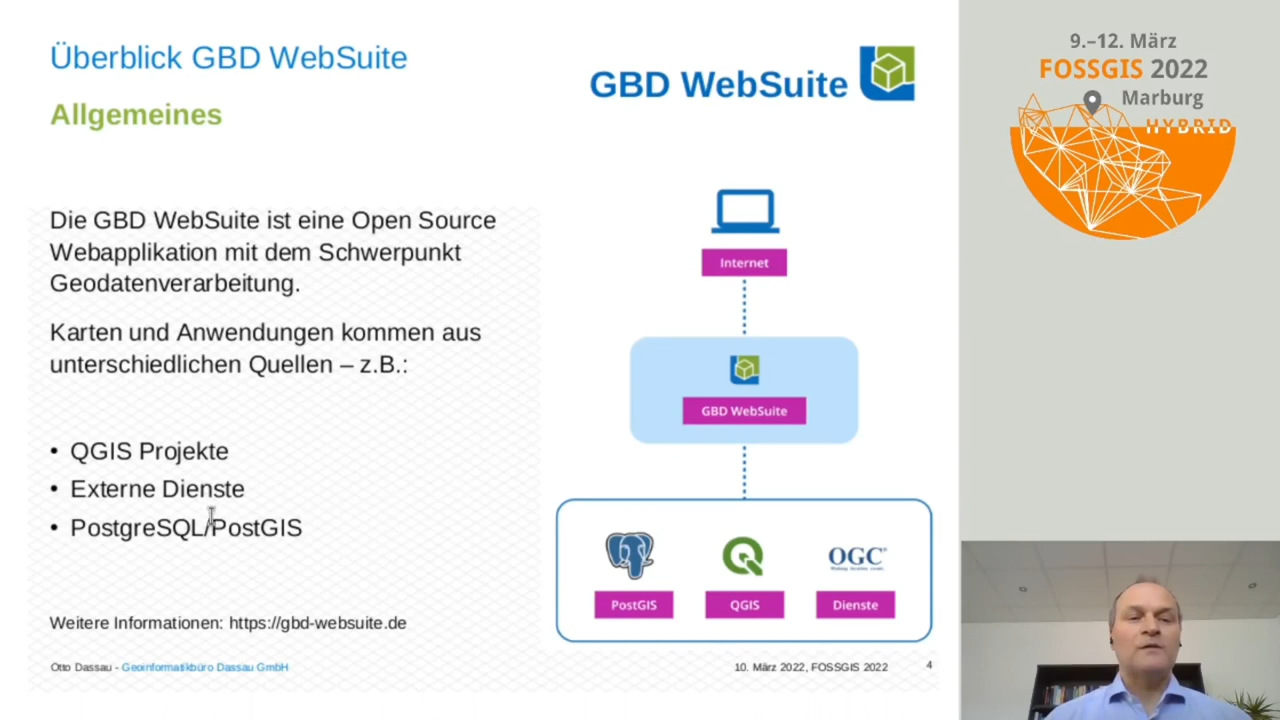 Überblick GBD WebSuite
Allgemeines
GBD WebSuite
Die GBD WebSuite ist eine Open Source
Webapplikation mit dem Schwerpunkt
Geodatenverarbeitung.
Karten und Anwendungen kommen aus
unterschiedlichen Quellen – z.B.:
• QGIS Projekte
• Externe Dienste
• PostgreSQL/PostGIS
Weitere Informationen: https://gbd-websuite.de
Internet
GBD WebSuite
OGC
PostGIS
QGIS
Dienste
Otto Dassau - Geoinformatikbüro Dassau GmbH
10. März 2022, FOSSGIS 2022
4
9.–12. März
FOSSGIS 2022
Marburg
HYBRID